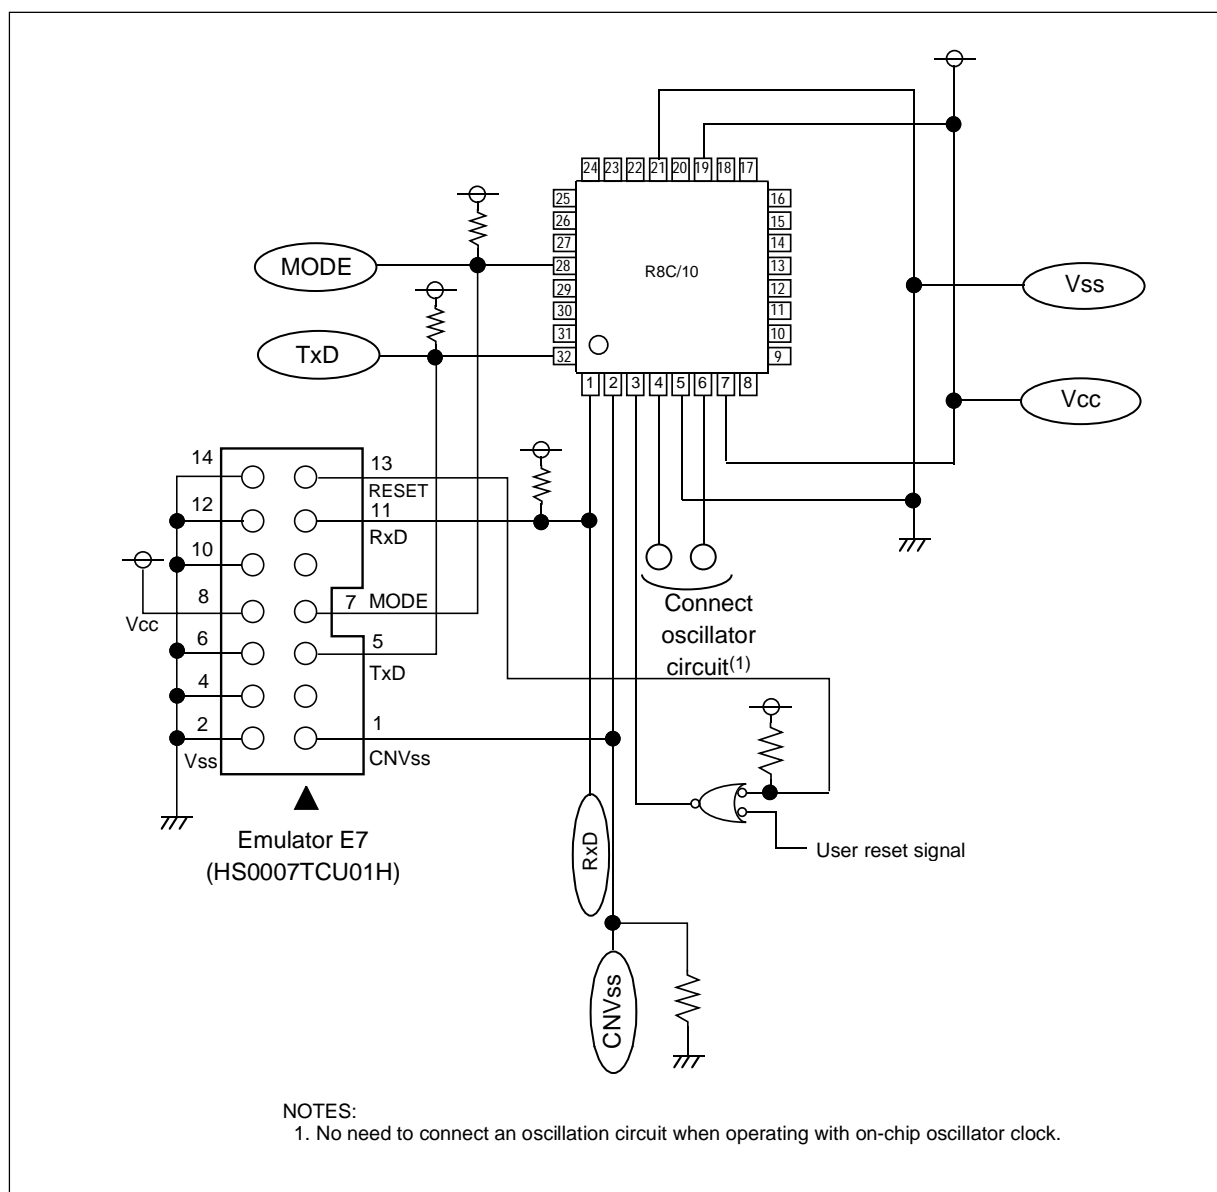 24 23 22 21 20 19 18 17
25
26
27
28
29
30
31
32
16
15
14
13
12
11
10
9
R8C/10
1 2 3 4 5 6 7 8
MODE
TxD
Vss
Vcc
14
12
10
8
Vcc
6
4
2
Vss
13
RESET
11
RxD
7 MODE
5
TxD
1
CNVss
Emulator E7
(HS0007TCU01H)
Connect
oscillator
circuit(1)
User reset signal
RxD
CNVss
NOTES:
1. No need to connect an oscillation circuit when operating with on-chip oscillator clock.